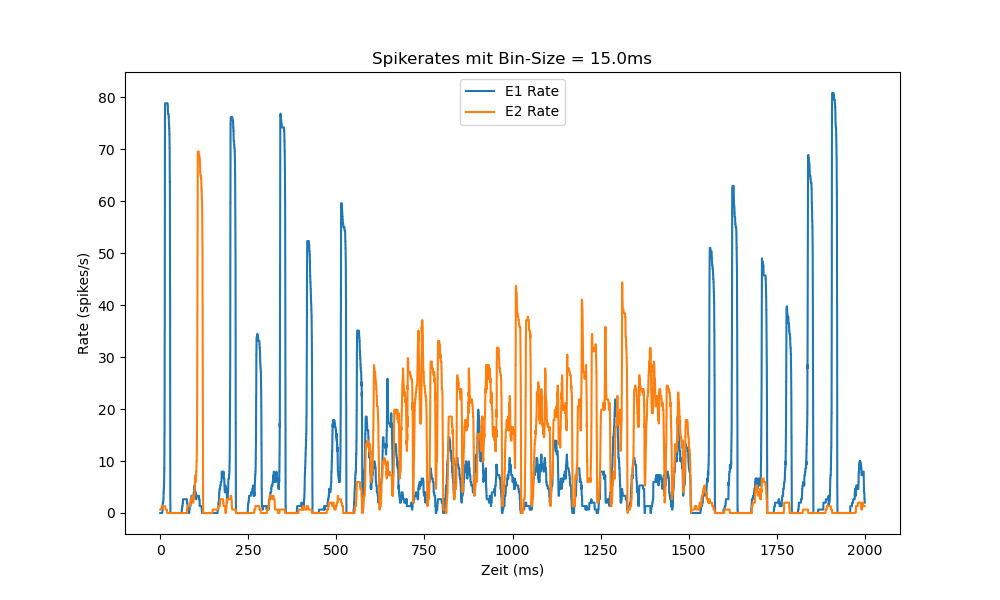 Spikerates mit Bin-Size = 15.0ms
E1 Rate
E2 Rate
Rate (spikes/s)
80
70
60
50
40
30
20
10
0
0 250 500 750 1000 1250 1500 1750 2000
Zeit (ms)